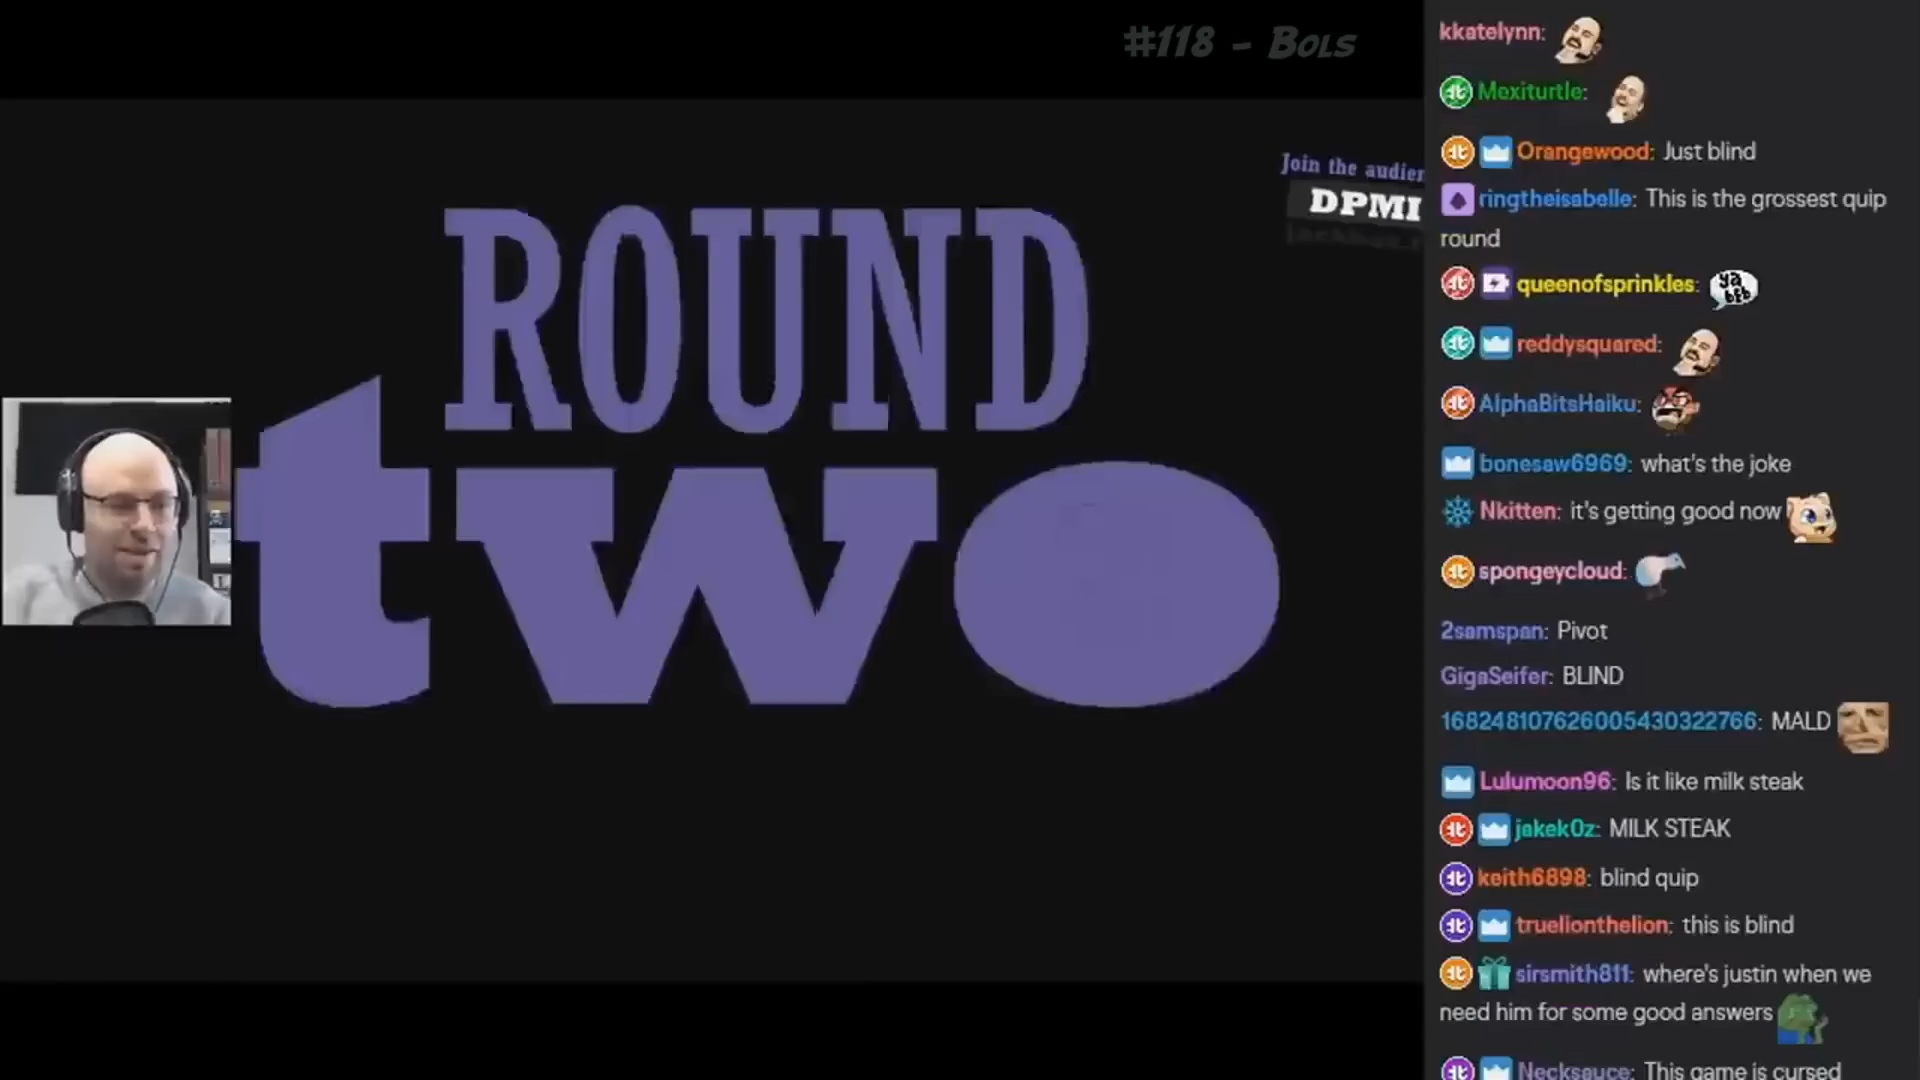 #118 - BOLS
Join the audien
DPMI
ROUND
two
kkatelynn:
Mexiturtle:
Orangewood: Just blind
ringtheisabelle: This is the grossest quip
round
queenofsprinkles: ya bfb
reddysquared:
AlphaBitsHaiku:
bonesaw6969: what's the joke
Nkitten: it's getting good now
spongeycloud:
2samspan: Pivot
GigaSeifer: BLIND
168248107626005430322766: MALD
Lulumoon96: Is it like milk steak
jakek0z: MILK STEAK
keith6898: blind quip
truelionthelion: this is blind
sirsmith811: where's justin when we
need him for some good answers
Necksauce: This game is cursed